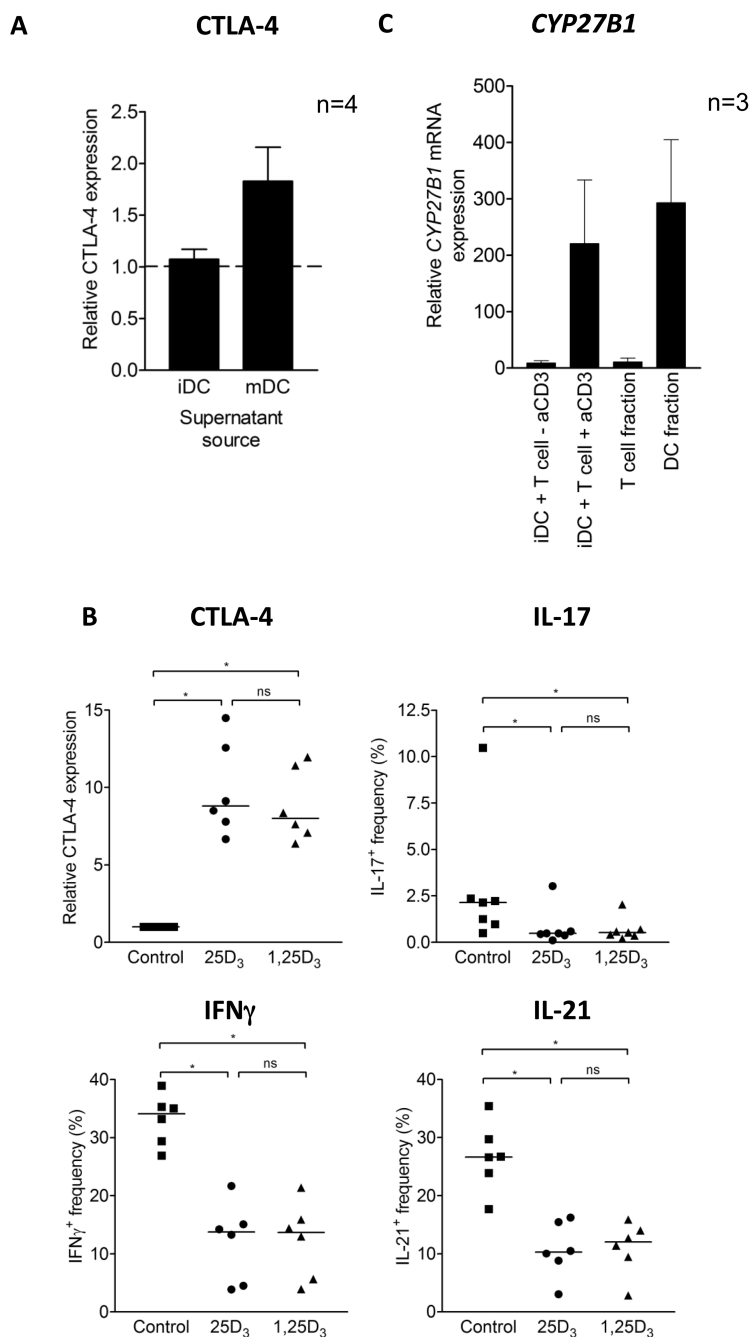 A
CTLA-4
n=4
Relative CTLA-4 expression
2.5
2.0
1.5
1.0
0.5
0.0
iDC
mDC
Supernatant
source
C
CYP27B1
n=3
Relative CYP27B1 mRNA
expression
500
400
300
200
100
0
iDC + T cell - aCD3
iDC + T cell + aCD3
T cell fraction
DC fraction
B
CTLA-4
*
*
ns
Relative CTLA-4 expression
15
10
5
0
Control
25D3
1,25D3
IL-17
*
*
ns
IL-17+ frequency (%)
12.5
10.0
7.5
5.0
2.5
0.0
Control
25D3
1,25D3
IFNγ
*
*
ns
IFNγ+ frequency (%)
40
30
20
10
0
Control
25D3
1,25D3
IL-21
*
*
ns
IL-21+ frequency (%)
40
30
20
10
0
Control
25D3
1,25D3